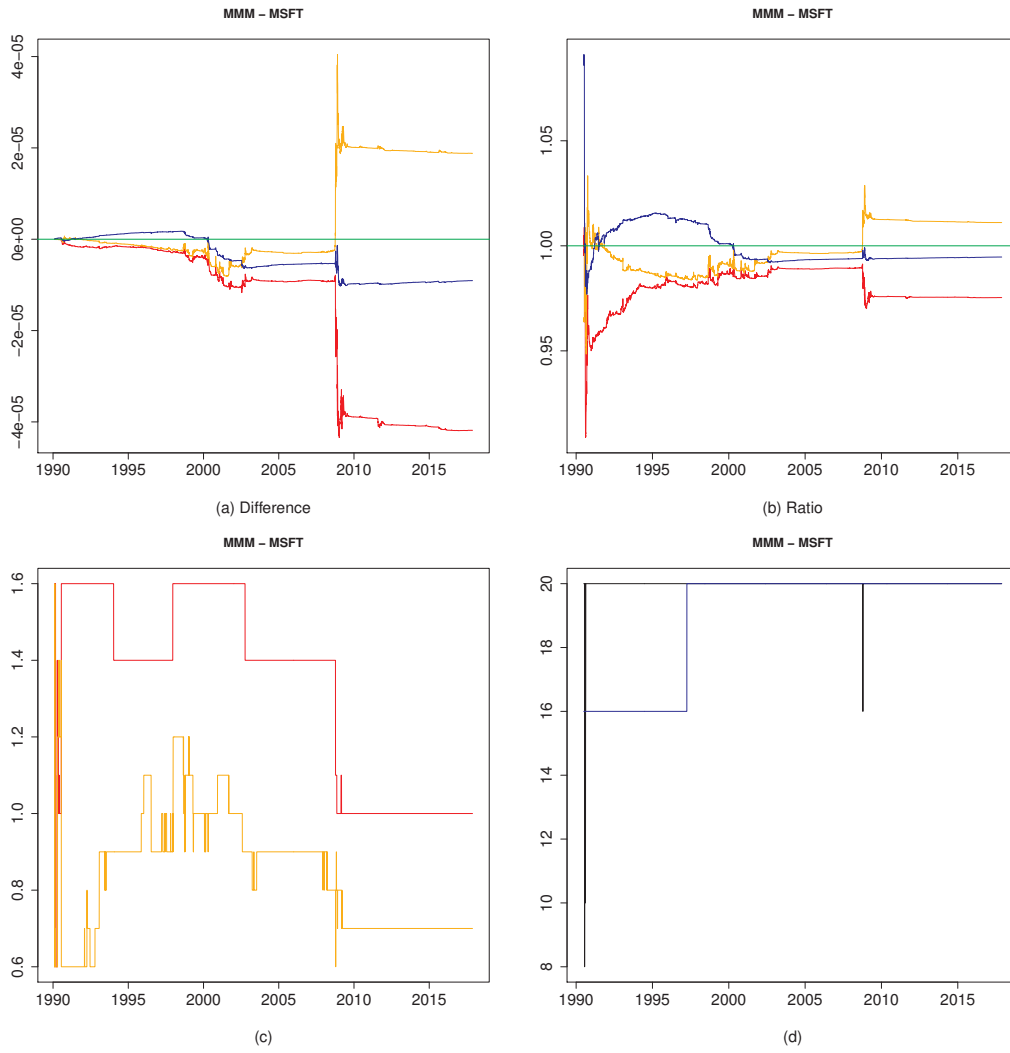 MMM − MSFT
4e−05
2e−05
0e+00
−2e−05
−4e−05
1990 1995 2000 2005 2010 2015
(a) Difference
MMM − MSFT
1.05
1.00
0.95
1990 1995 2000 2005 2010 2015
(b) Ratio
MMM − MSFT
1.6
1.4
1.2
1.0
0.8
0.6
1990 1995 2000 2005 2010 2015
(c)
MMM − MSFT
20
18
16
14
12
10
8
1990 1995 2000 2005 2010 2015
(d)